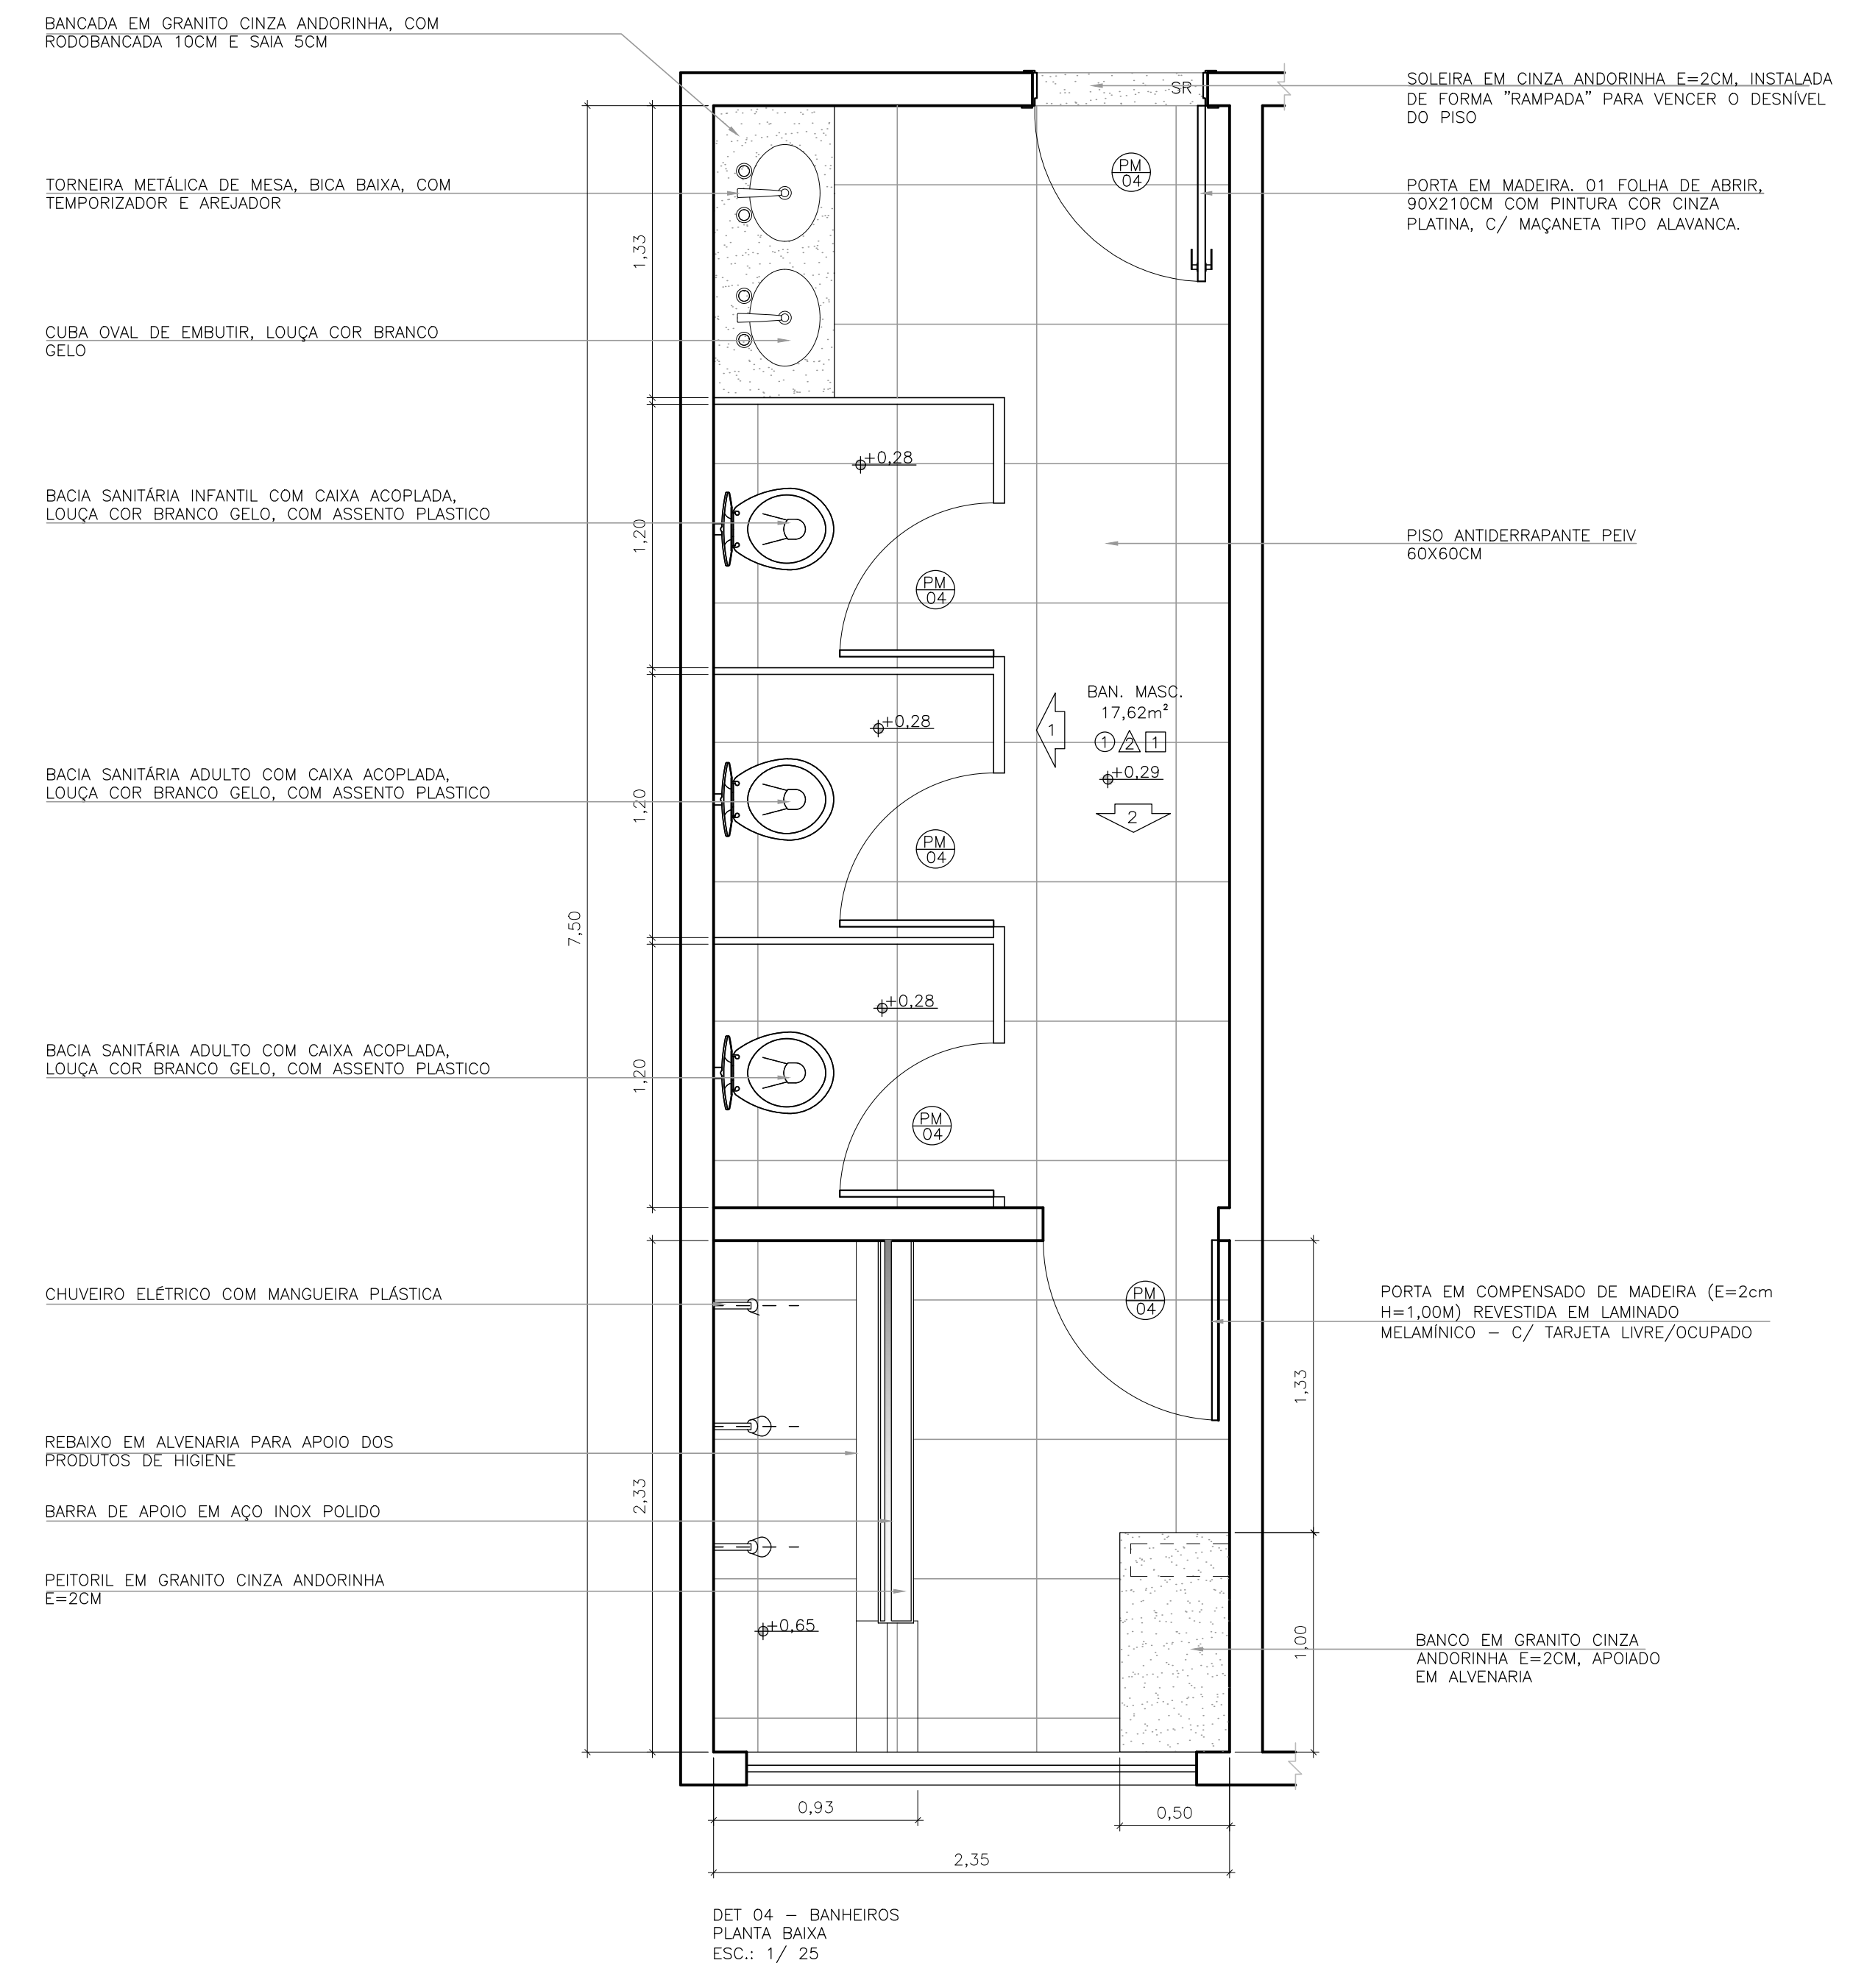 BANCADA EM GRANITO CINZA ANDORINHA, COM
RODOBANCADA 10CM E SAIA 5CM
TORNEIRA METÁLICA DE MESA, BICA BAIXA, COM
TEMPORIZADOR E AREJADOR
CUBA OVAL DE EMBUTIR, LOUÇA COR BRANCO
GELO
BACIA SANITÁRIA INFANTIL COM CAIXA ACOPLADA,
LOUÇA COR BRANCO GELO, COM ASSENTO PLASTICO
BACIA SANITÁRIA ADULTO COM CAIXA ACOPLADA,
LOUÇA COR BRANCO GELO, COM ASSENTO PLASTICO
BACIA SANITÁRIA ADULTO COM CAIXA ACOPLADA,
LOUÇA COR BRANCO GELO, COM ASSENTO PLASTICO
CHUVEIRO ELÉTRICO COM MANGUEIRA PLÁSTICA
REBAIXO EM ALVENARIA PARA APOIO DOS
PRODUTOS DE HIGIENE
BARRA DE APOIO EM AÇO INOX POLIDO
PEITORIL EM GRANITO CINZA ANDORINHA
E=2CM
7,50
1,33
1,20
1,20
1,20
2,33
SR
PM
04
+0,28
PM
04
+0,28
PM
04
+0,28
PM
04
BAN. MASC.
17,62m²
1
1
2
1
+0,29
2
PM
04
+0,65
SOLEIRA EM CINZA ANDORINHA E=2CM, INSTALADA
DE FORMA "RAMPADA" PARA VENCER O DESNÍVEL
DO PISO
PORTA EM MADEIRA. 01 FOLHA DE ABRIR,
90X210CM COM PINTURA COR CINZA
PLATINA, C/ MAÇANETA TIPO ALAVANCA.
PISO ANTIDERRAPANTE PEIV
60X60CM
PORTA EM COMPENSADO DE MADEIRA (E=2cm
H=1,00M) REVESTIDA EM LAMINADO
MELAMÍNICO – C/ TARJETA LIVRE/OCUPADO
1,33
1,00
BANCO EM GRANITO CINZA
ANDORINHA E=2CM, APOIADO
EM ALVENARIA
0,93
0,50
2,35
DET 04 – BANHEIROS
PLANTA BAIXA
ESC.: 1/ 25